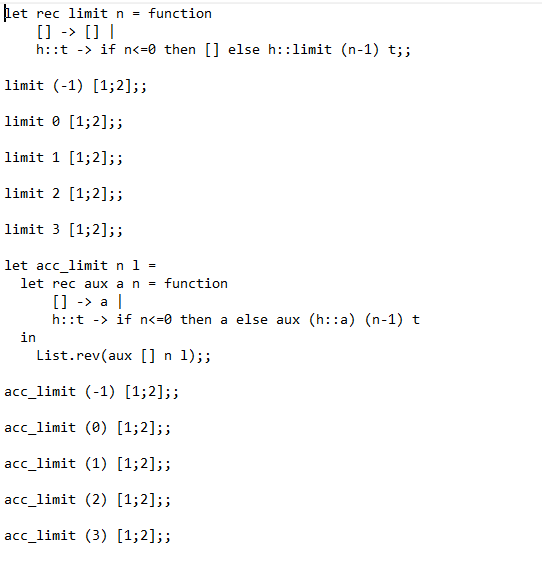 let rec limit n = function
    [] -> [] |
    h::t -> if n<=0 then [] else h::limit (n-1) t;;

limit (-1) [1;2];;

limit 0 [1;2];;

limit 1 [1;2];;

limit 2 [1;2];;

limit 3 [1;2];;

let acc_limit n l =
  let rec aux a n = function
      [] -> a |
      h::t -> if n<=0 then a else aux (h::a) (n-1) t
  in
    List.rev(aux [] n l);;

acc_limit (-1) [1;2];;

acc_limit (0) [1;2];;

acc_limit (1) [1;2];;

acc_limit (2) [1;2];;

acc_limit (3) [1;2];;